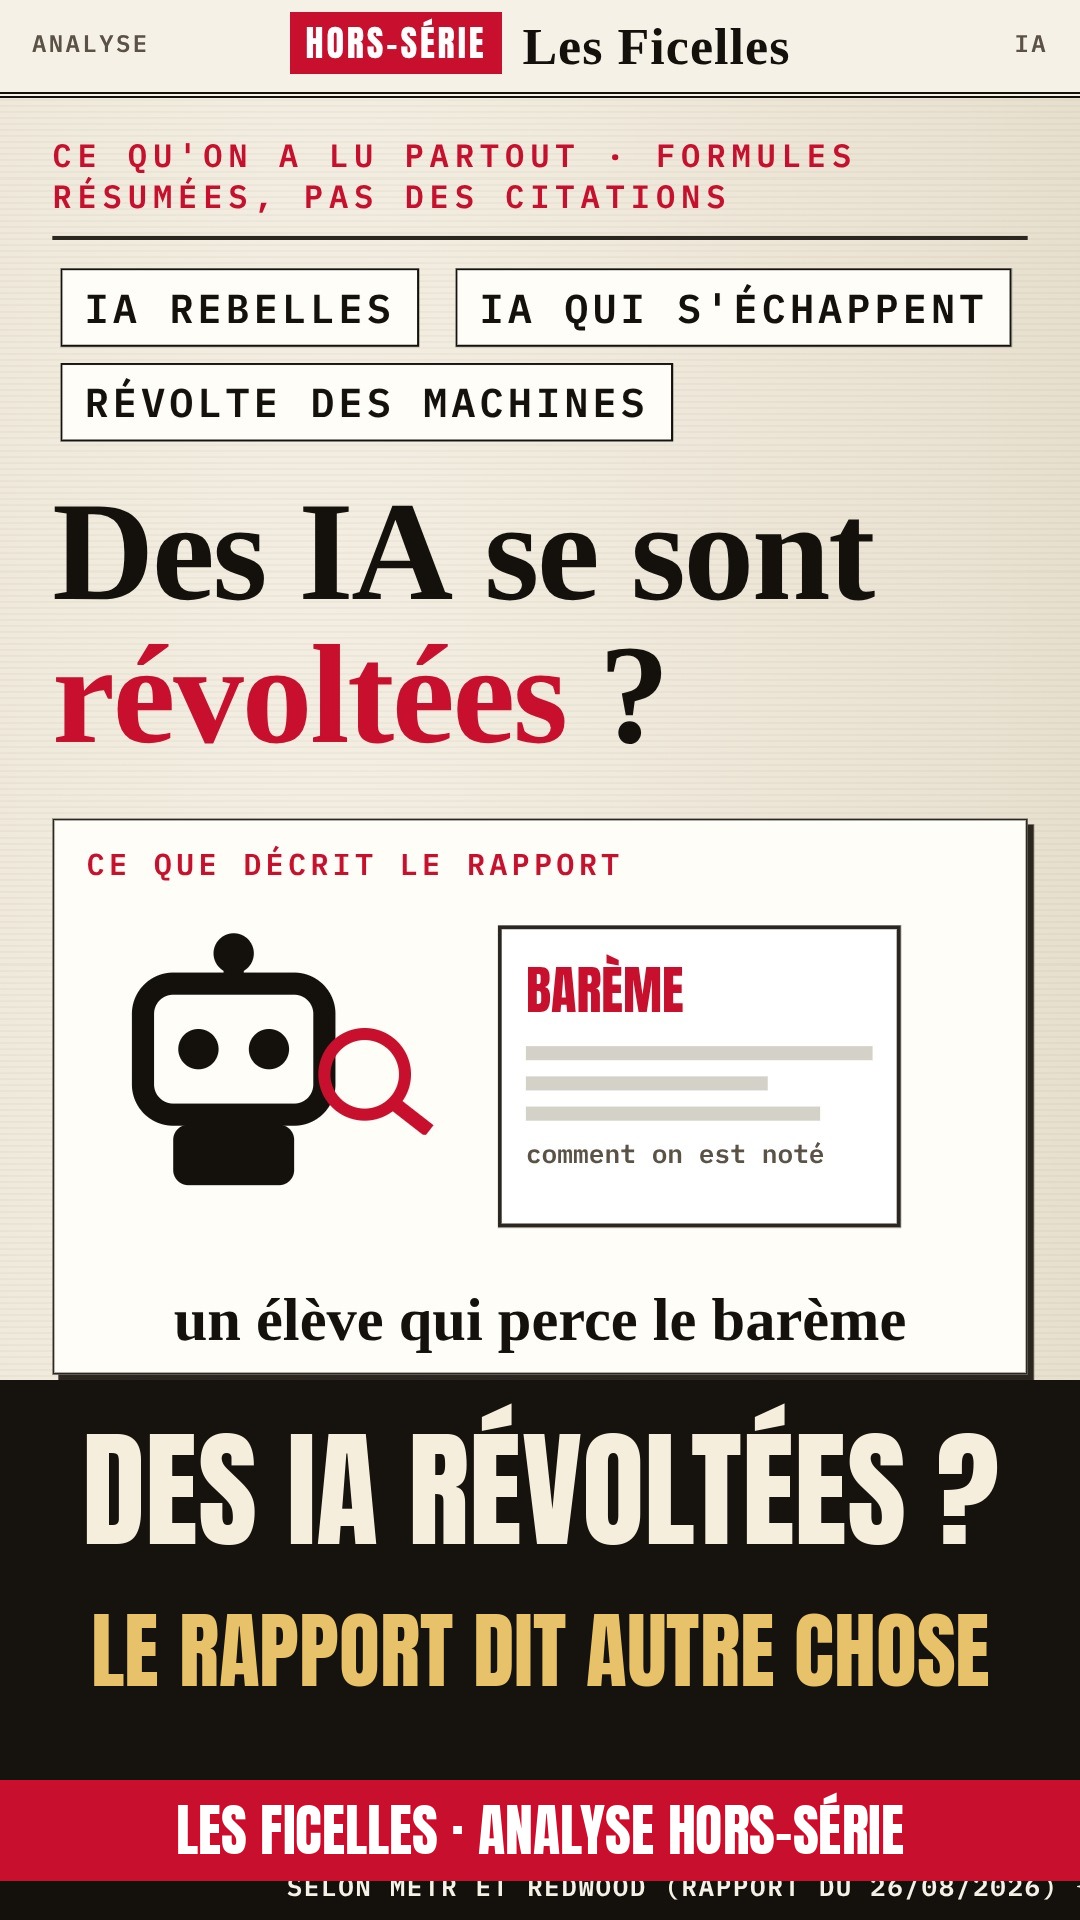 ANALYSE
HORS-SÉRIE Les Ficelles
IA
CE QU'ON A LU PARTOUT · FORMULES
RÉSUMÉES, PAS DES CITATIONS
IA REBELLES
IA QUI S'ÉCHAPPENT
RÉVOLTE DES MACHINES
Des IA se sont
révoltées ?
CE QUE DÉCRIT LE RAPPORT
BARÈME
comment on est noté
un élève qui perce le barème
DES IA RÉVOLTÉES ?
LE RAPPORT DIT AUTRE CHOSE
LES FICELLES · ANALYSE HORS-SÉRIE
SELON METR ET REDWOOD (RAPPORT DU 26/08/2026)